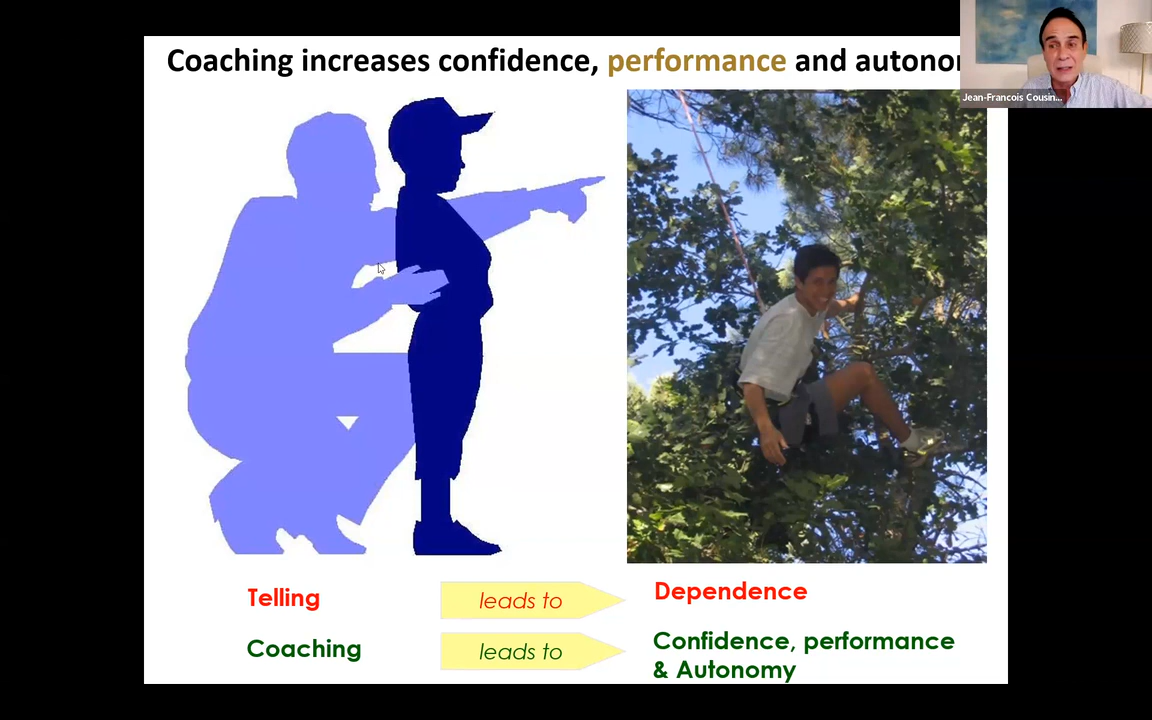 Coaching increases confidence, performance and autono
Jean-Francois Cousin...
Telling leads to Dependence
Coaching leads to Confidence, performance
& Autonomy